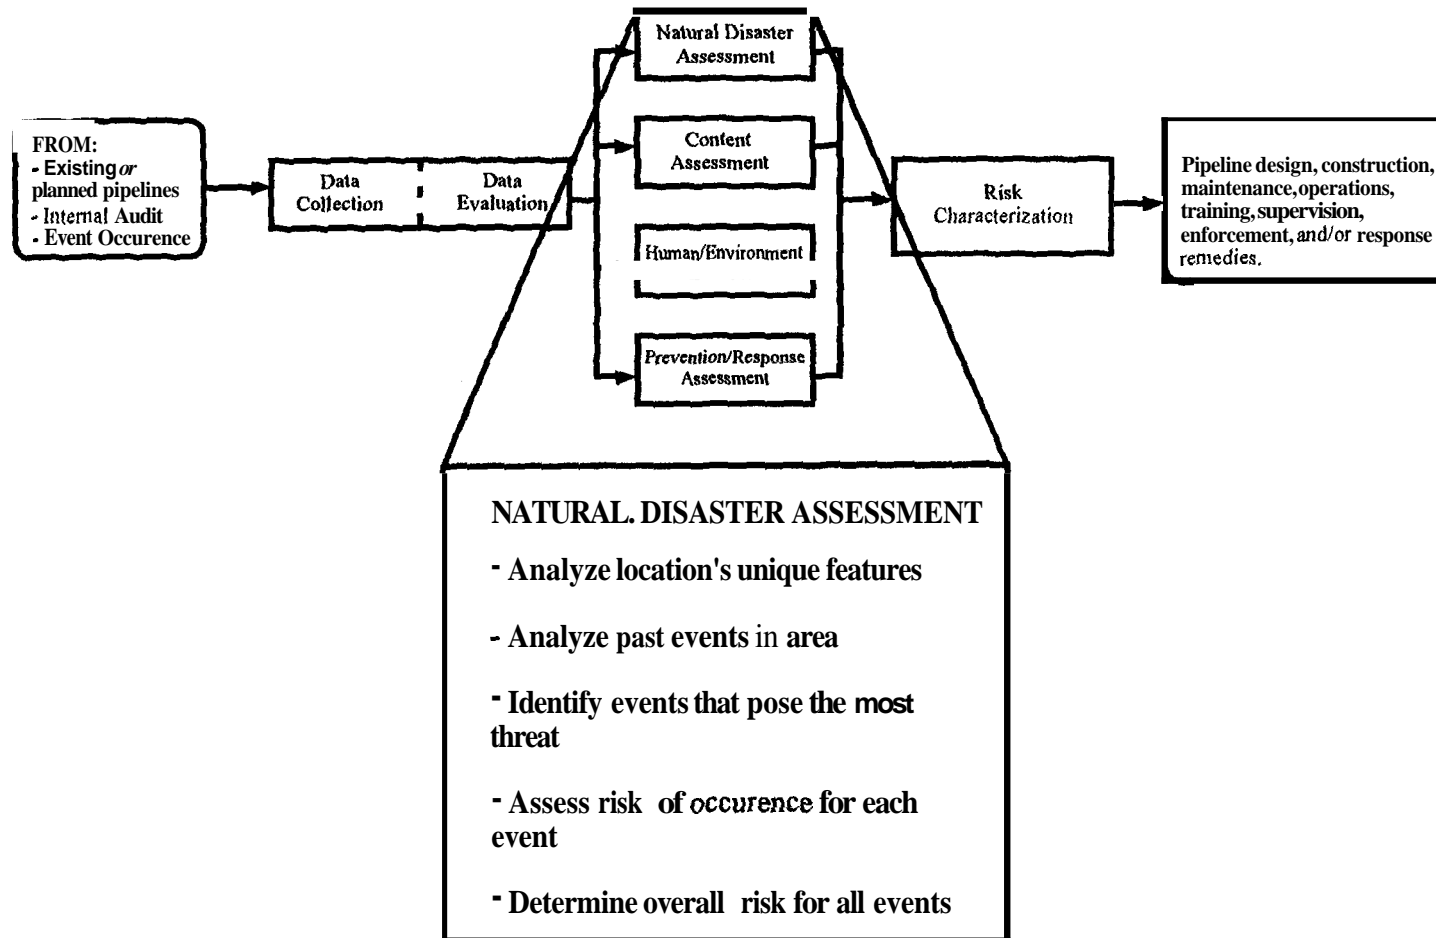 Natural Disaster
Assessment
FROM:
- Existing or
planned pipelines
- Internal Audit
- Event Occurence
Data
Collection
Data
Evaluation
Content
Assessment
Human/Environment
Prevention/Response
Assessment
Risk
Characterization
Pipeline design, construction,
maintenance, operations,
training, supervision,
enforcement, and/or response
remedies.
NATURAL. DISASTER ASSESSMENT
- Analyze location's unique features
- Analyze past events in area
- Identify events that pose the most
threat
- Assess risk of occurence for each
event
- Determine overall risk for all events